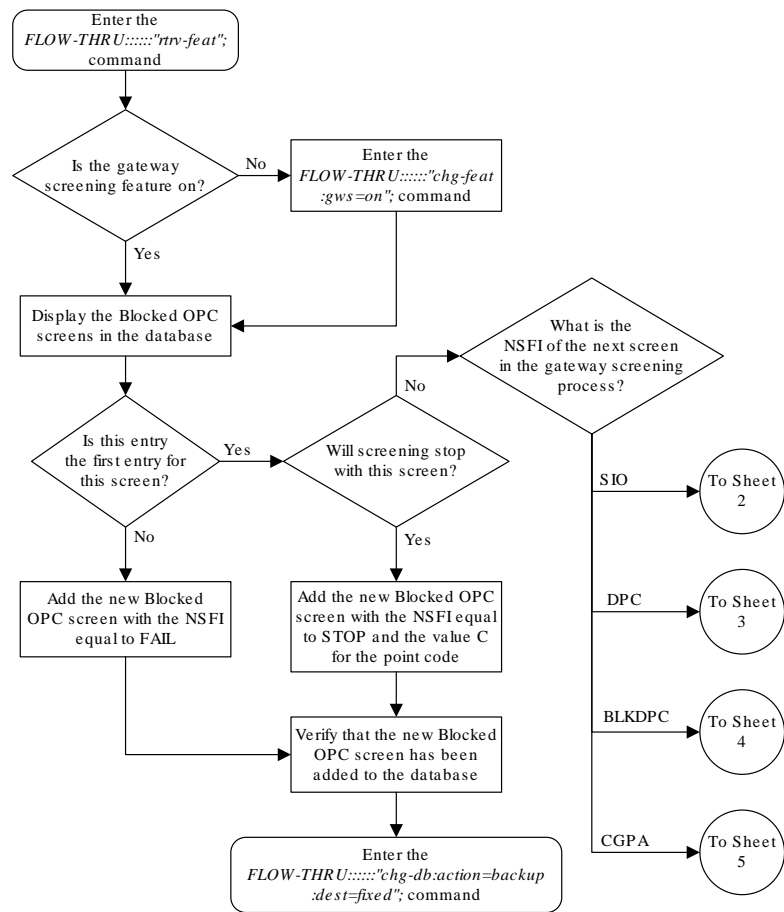 Enter the
FLOW-THRU::::::"rtrv-feat";
command
Is the gateway
screening feature on?
No
Enter the
FLOW-THRU::::::"chg-feat
:gws=on"; command
Yes
Display the Blocked OPC
screens in the database
What is the
NSFI of the next screen
in the gateway screening
process?
No
Is this entry
the first entry for
this screen?
Yes
Will screening stop
with this screen?
SIO
To Sheet
2
No
Yes
Add the new Blocked
OPC screen with the NSFI
equal to FAIL
Add the new Blocked OPC
screen with the NSFI equal
to STOP and the value C
for the point code
DPC
To Sheet
3
BLKDPC
To Sheet
4
Verify that the new Blocked
OPC screen has been
added to the database
CGPA
To Sheet
5
Enter the
FLOW-THRU::::::"chg-db:action=backup
:dest=fixed"; command